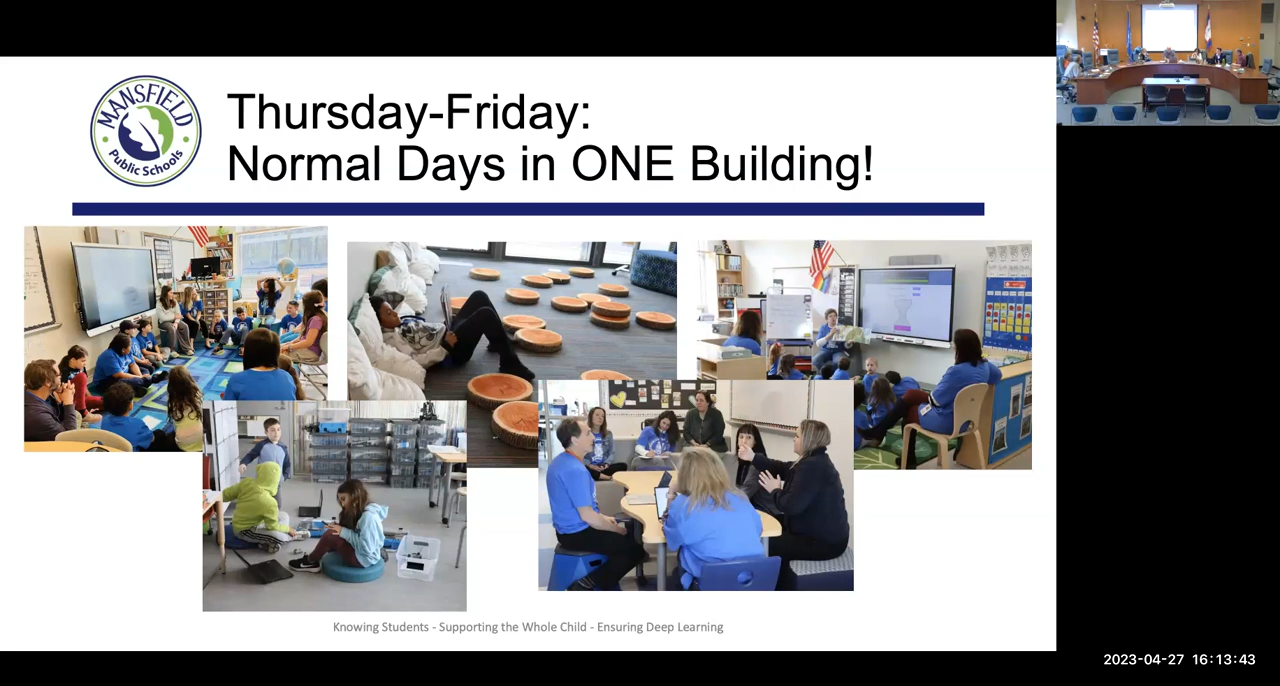 MANSFIELD
Public Schools
Thursday-Friday:
Normal Days in ONE Building!
Knowing Students - Supporting the Whole Child - Ensuring Deep Learning
2023-04-27 16:13:43